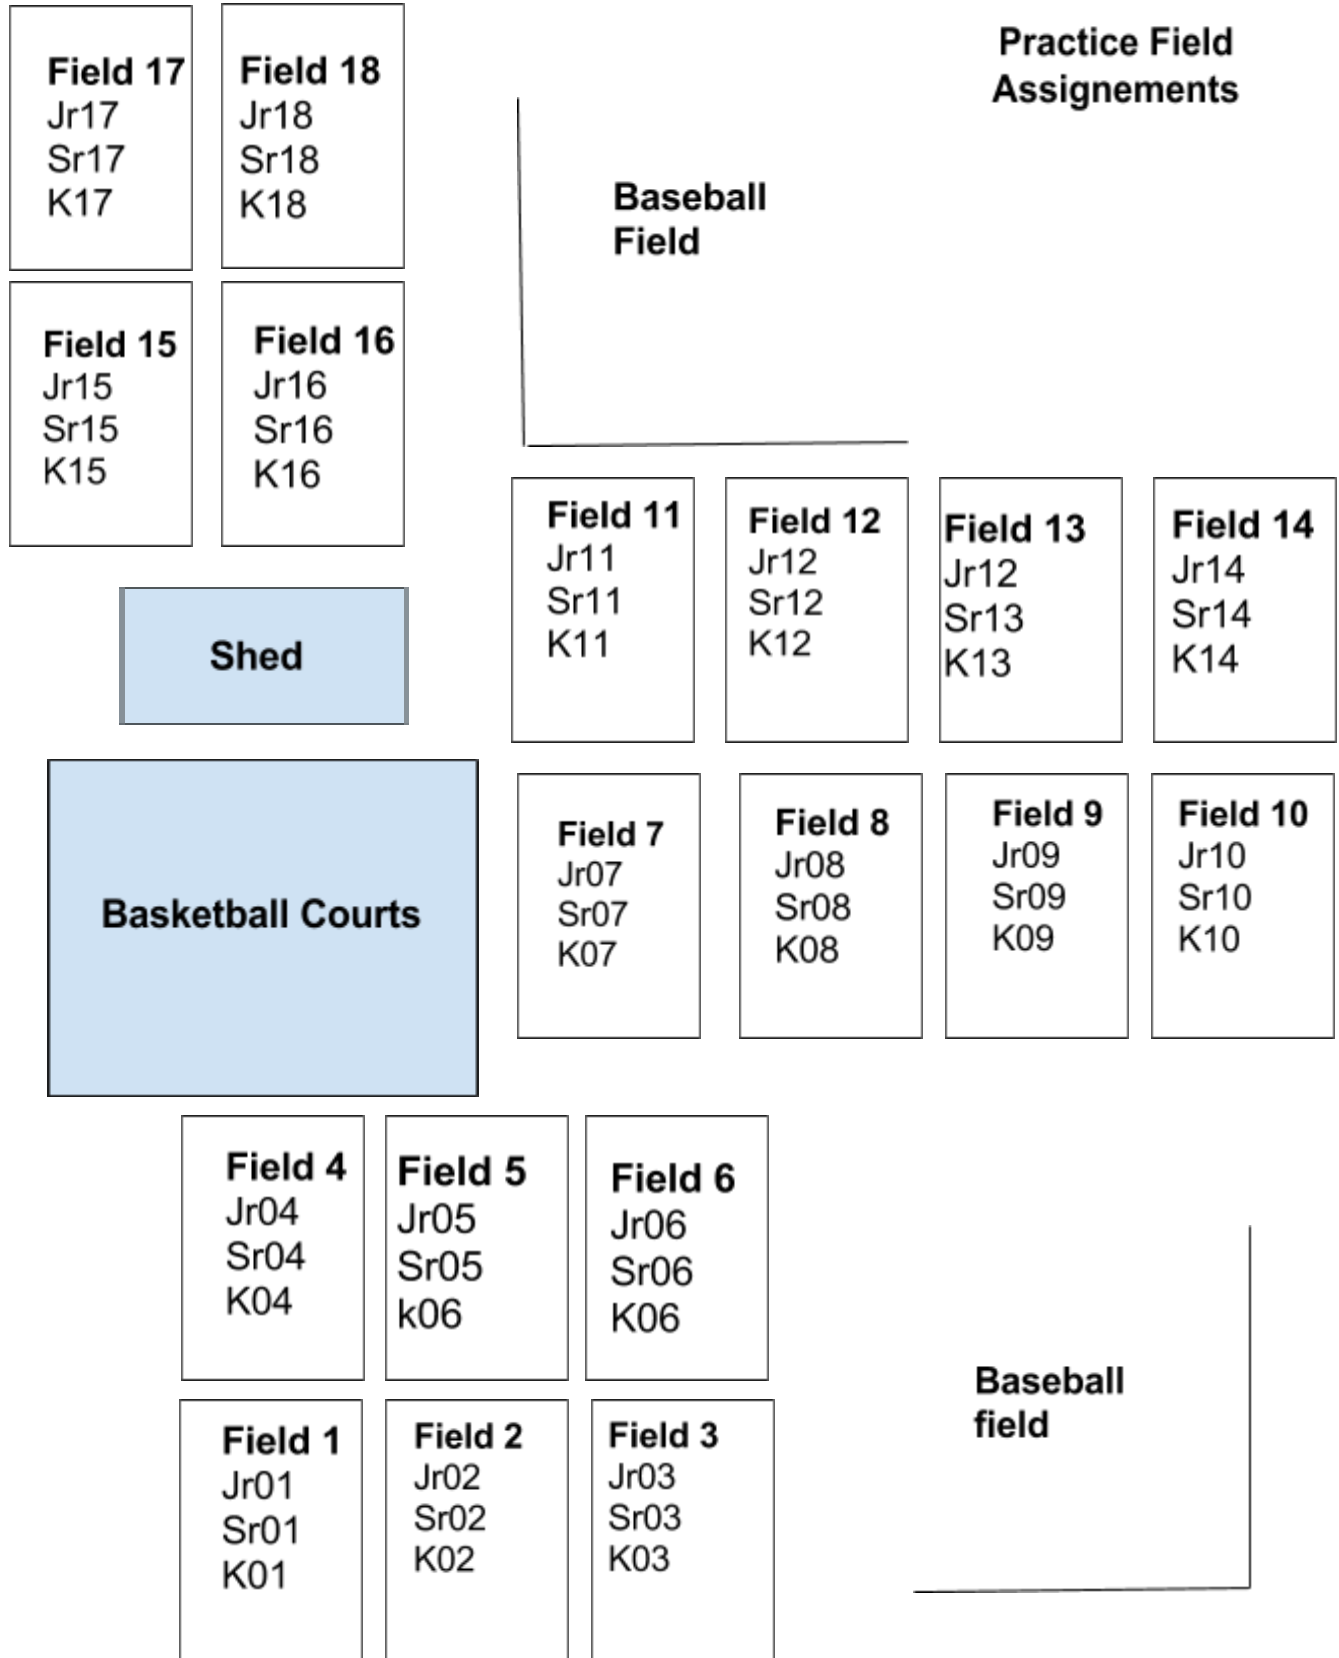 Practice Field
Assignements
Field 17
Jr17
Sr17
K17
Field 18
Jr18
Sr18
K18
Baseball
Field
Field 15
Jr15
Sr15
K15
Field 16
Jr16
Sr16
K16
Field 11
Jr11
Sr11
K11
Field 12
Jr12
Sr12
K12
Field 13
Jr12
Sr13
K13
Field 14
Jr14
Sr14
K14
Shed
Basketball Courts
Field 7
Jr07
Sr07
K07
Field 8
Jr08
Sr08
K08
Field 9
Jr09
Sr09
K09
Field 10
Jr10
Sr10
K10
Field 4
Jr04
Sr04
K04
Field 5
Jr05
Sr05
k06
Field 6
Jr06
Sr06
K06
Baseball
field
Field 1
Jr01
Sr01
K01
Field 2
Jr02
Sr02
K02
Field 3
Jr03
Sr03
K03